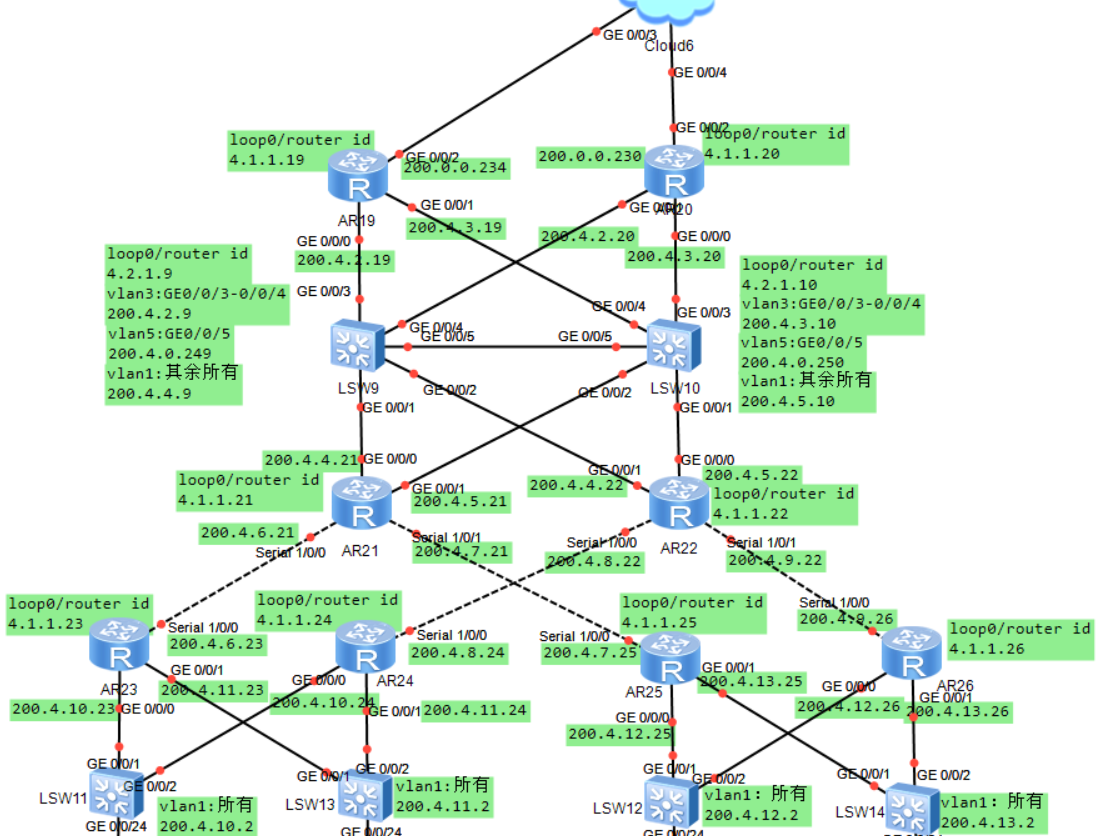 GE 0/0/3
Cloud6
GE 0/0/4
GE 0/0/2
loop0/router id
4.1.1.19
GE 0/0/2
200.0.0.234
200.0.0.230
loop0/router id
4.1.1.20
AR19
GE 0/0/1
200.4.3.19
GE 0/0/0
200.4.2.19
AR20
200.4.2.20
GE 0/0/0
200.4.3.20
loop0/router id
4.2.1.9
vlan3:GE0/0/3-0/0/4
200.4.2.9
vlan5:GE0/0/5
200.4.0.249
vlan1:其余所有
200.4.4.9
GE 0/0/3
GE 0/0/4
GE 0/0/5
LSW9
GE 0/0/2
GE 0/0/1
GE 0/0/4
GE 0/0/3
GE 0/0/5
LSW10
GE 0/0/2
GE 0/0/1
loop0/router id
4.2.1.10
vlan3:GE0/0/3-0/0/4
200.4.3.10
vlan5:GE0/0/5
200.4.0.250
vlan1:其余所有
200.4.5.10
200.4.4.21
GE 0/0/0
loop0/router id
4.1.1.21
GE 0/0/1
200.4.5.21
200.4.6.21
Serial 1/0/0
AR21
Serial 1/0/1
200.4.7.21
GE 0/0/1
200.4.4.22
GE 0/0/0
200.4.5.22
loop0/router id
4.1.1.22
AR22
Serial 1/0/0
200.4.8.22
Serial 1/0/1
200.4.9.22
loop0/router id
4.1.1.23
Serial 1/0/0
200.4.6.23
AR23
GE 0/0/1
200.4.11.23
200.4.10.23
GE 0/0/0
loop0/router id
4.1.1.24
Serial 1/0/0
200.4.8.24
AR24
GE 0/0/0
200.4.10.24
GE 0/0/1
200.4.11.24
loop0/router id
4.1.1.25
Serial 1/0/0
200.4.7.25
AR25
GE 0/0/1
200.4.13.25
GE 0/0/0
200.4.12.25
Serial 1/0/0
200.4.9.26
loop0/router id
4.1.1.26
AR26
GE 0/0/0
200.4.12.26
GE 0/0/1
200.4.13.26
GE 0/0/1
LSW11
GE 0/0/2
vlan1:所有
200.4.10.2
GE 0/0/24
GE 0/0/1
GE 0/0/2
LSW13
vlan1:所有
200.4.11.2
GE 0/0/24
GE 0/0/1
GE 0/0/2
LSW12
vlan1: 所有
200.4.12.2
GE 0/0/24
GE 0/0/1
GE 0/0/2
LSW14
vlan1: 所有
200.4.13.2